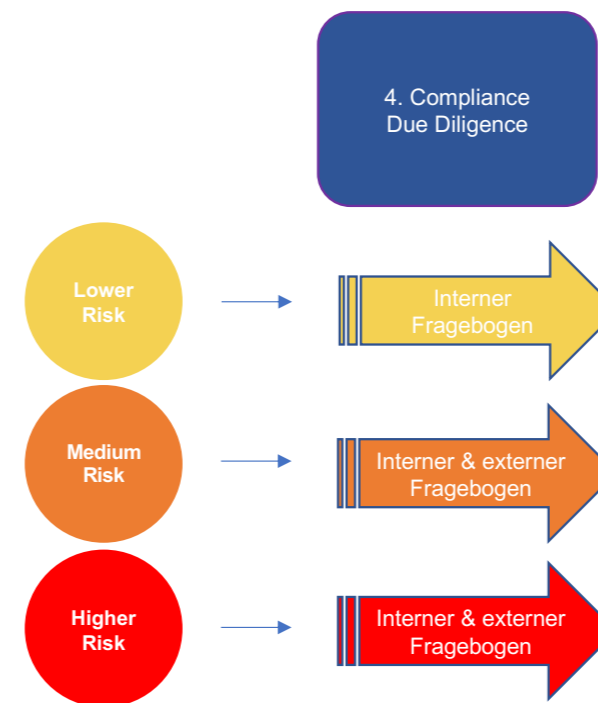 4. Compliance
Due Diligence
Lower
Risk
Interner
Fragebogen
Medium
Risk
Interner & externer
Fragebogen
Higher
Risk
Interner & externer
Fragebogen